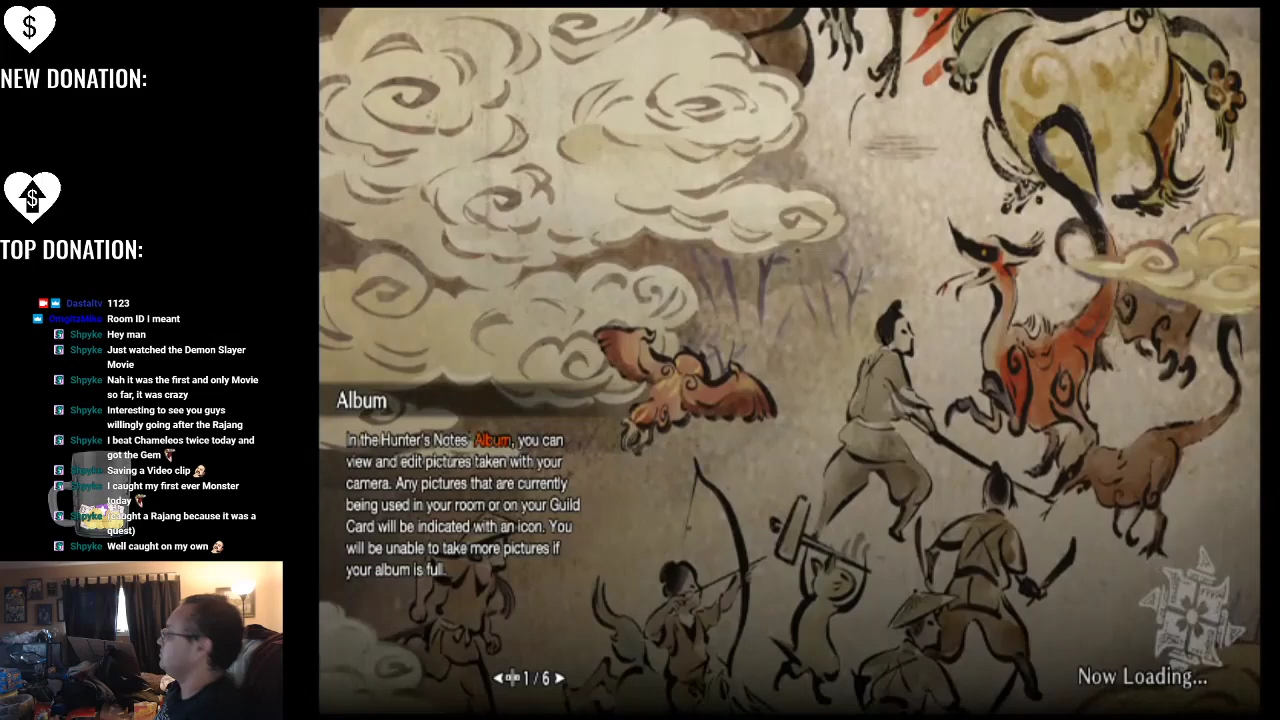 $
NEW DONATION:
$
TOP DONATION:
Dastaltv 1123
Room ID I meant
Shpyke Hey man
Shpyke Just watched the Demon Slayer
Movie
Shpyke Nah it was the first and only Movie
so far, it was crazy
Shpyke Interesting to see you guys
willingly going after the Rajang
Shpyke I beat Chameleos twice today and
got the Gem
Shpyke Saving a Video clip
Shpyke I caught my first ever Monster
today
Shpyke caught a Rajang because it was a
quest)
Shpyke Well caught on my own
Album
In the Hunter's Notes' Album, you can
view and edit pictures taken with your
camera. Any pictures that are currently
being used in your room or on your Guild
Card will be indicated with an icon. You
will be unable to take more pictures if
your album is full.
1 / 6
Now Loading...